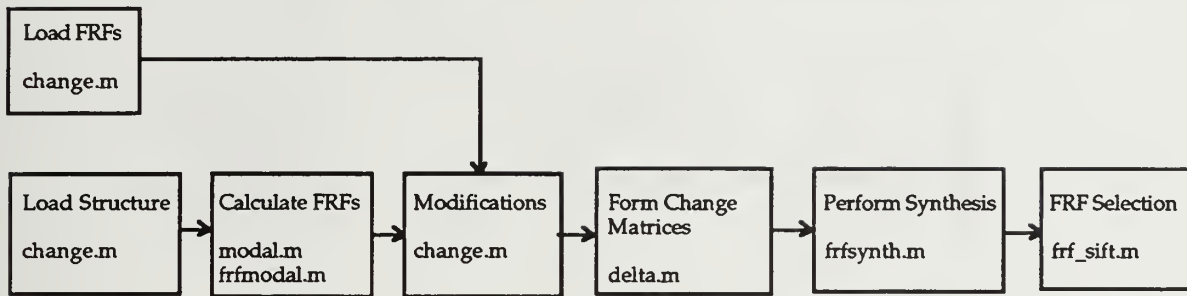 Load FRFs
change.m
Load Structure
change.m
Calculate FRFs
modal.m
frfmodal.m
Modifications
change.m
Form Change
Matrices
delta.m
Perform Synthesis
frfsynth.m
FRF Selection
frf_sift.m